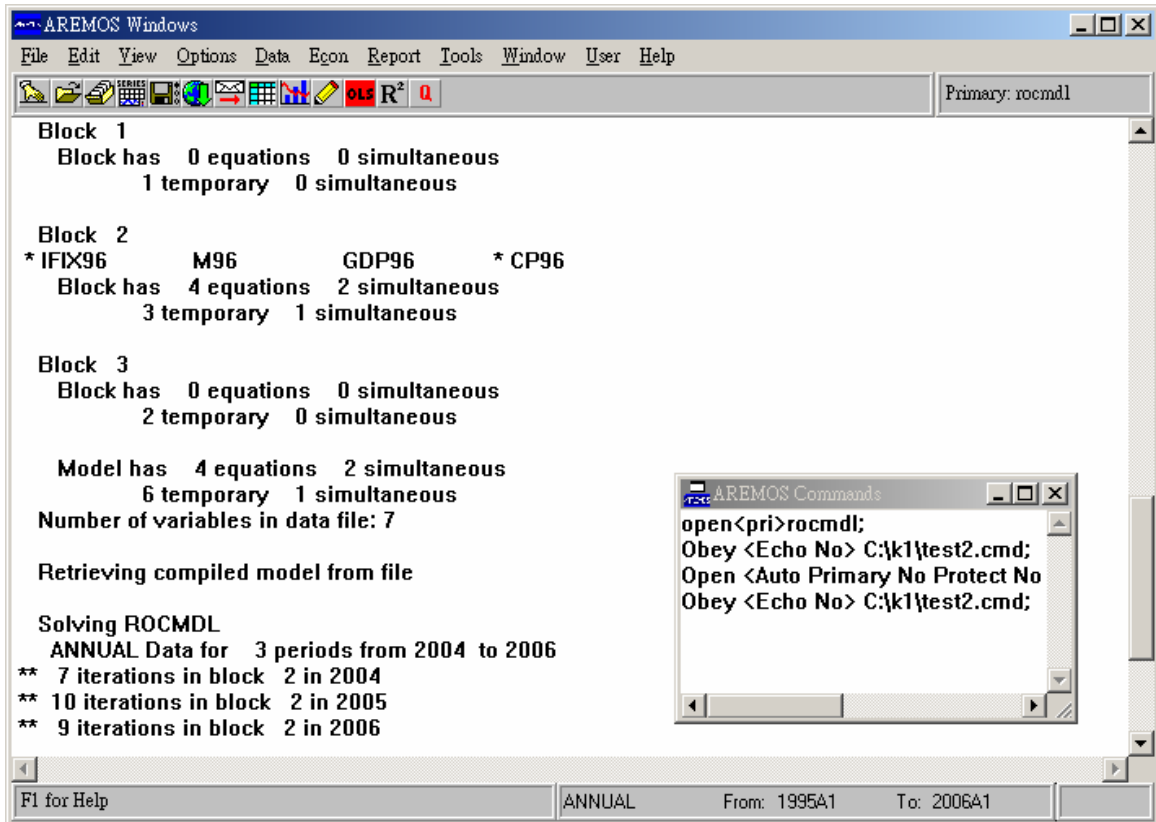 AREMOS Windows
File Edit View Options Data Econ Report Tools Window User Help
SERIES OLS R² Q Primary: rocmdl
Block 1
Block has 0 equations 0 simultaneous
1 temporary 0 simultaneous
Block 2
* IFIX96 M96 GDP96 * CP96
Block has 4 equations 2 simultaneous
3 temporary 1 simultaneous
Block 3
Block has 0 equations 0 simultaneous
2 temporary 0 simultaneous
Model has 4 equations 2 simultaneous
6 temporary 1 simultaneous
Number of variables in data file: 7
Retrieving compiled model from file
Solving ROCMDL
ANNUAL Data for 3 periods from 2004 to 2006
** 7 iterations in block 2 in 2004
** 10 iterations in block 2 in 2005
** 9 iterations in block 2 in 2006
AREMOS Commands
open<pri>rocmdl;
Obey <Echo No> C:\k1\test2.cmd;
Open <Auto Primary No Protect No
Obey <Echo No> C:\k1\test2.cmd;
F1 for Help ANNUAL From: 1995A1 To: 2006A1